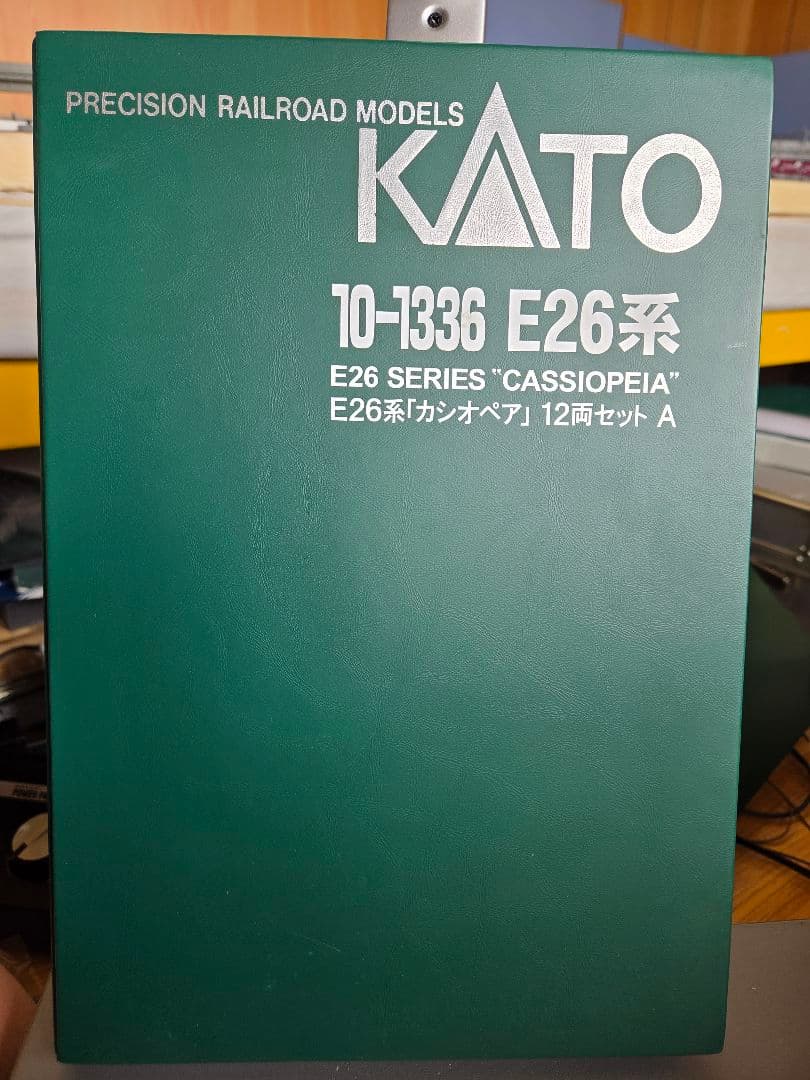 PRECISION RAILROAD MODELS
KATO
10-1336 E26系
E26 SERIES "CASSIOPEIA"
E26系「カシオペア」 12両セット A